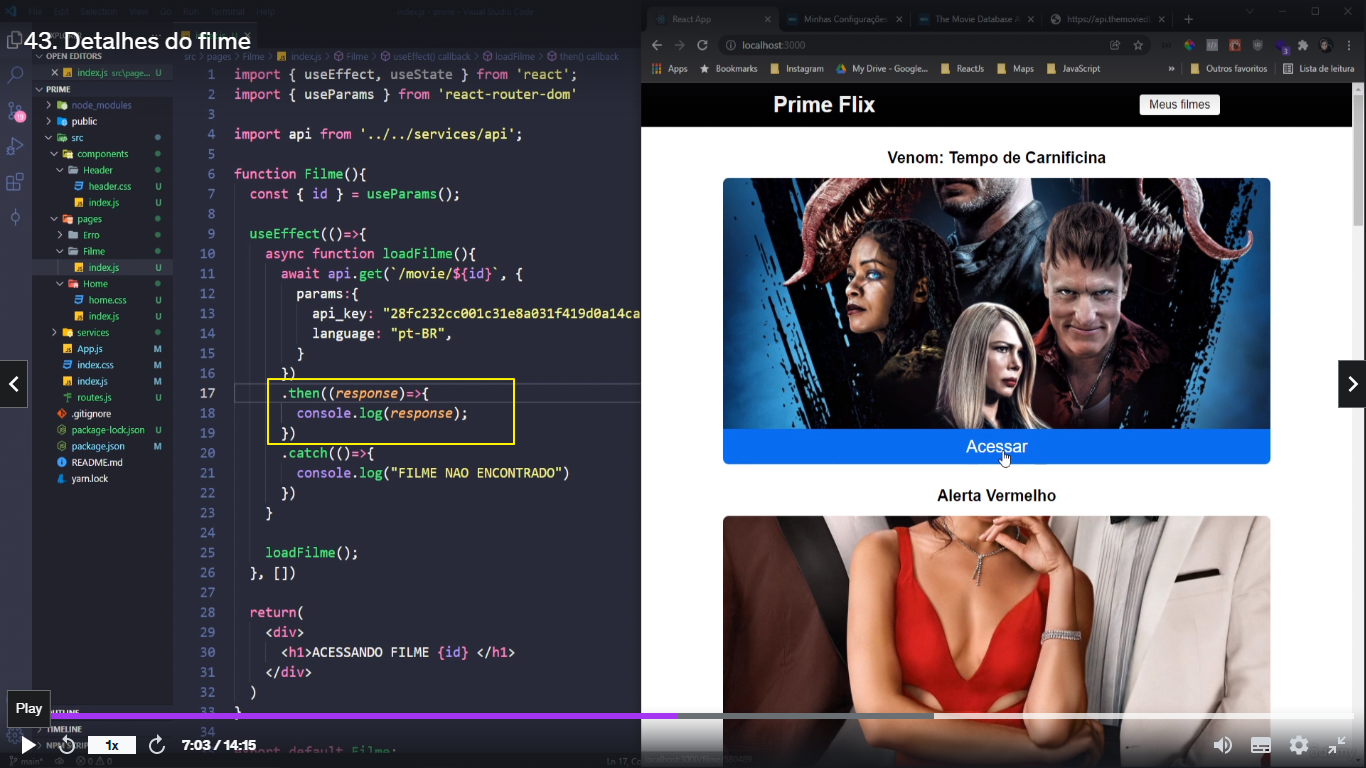 43. Detalhes do filme
OPEN EDITORS
index.js src\page... U
PRIME
node_modules
public
src
components
Header
header.css U
index.js U
pages
Erro
Filme
index.js U
Home
home.css U
index.js U
services
App.js M
index.css M
index.js M
routes.js U
.gitignore
package-lock.json U
package.json M
README.md
yarn.lock
TIMELINE
src > pages > Filme > index.js > Filme > useEffect() callback > loadFilme > then() callback
1 import { useEffect, useState } from 'react';
2 import { useParams } from 'react-router-dom'
3
4 import api from '../../services/api';
5
6 function Filme(){
7 const { id } = useParams();
8
9 useEffect(()=>{
10 async function loadFilme(){
11 await api.get(`/movie/${id}`, {
12 params:{
13 api_key: "28fc232cc001c31e8a031f419d0a14ca
14 language: "pt-BR",
15 }
16 })
17 .then((response)=>{
18 console.log(response);
19 })
20 .catch(()=>{
21 console.log("FILME NAO ENCONTRADO")
22 })
23 }
24
25 loadFilme();
26 }, [])
27
28 return(
29 <div>
30 <h1>ACESSANDO FILME {id} </h1>
31 </div>
32 )
33 }
34
export default Filme;
React App
Minhas Configurações
The Movie Database A
https://api.themovied
localhost:3000
Apps
Bookmarks
Instagram
My Drive - Google...
ReactJs
Maps
JavaScript
»
Outros favoritos
Lista de leitura
Prime Flix
Meus filmes
Venom: Tempo de Carnificina
Acessar
Alerta Vermelho
Play
1x
7:03 / 14:15